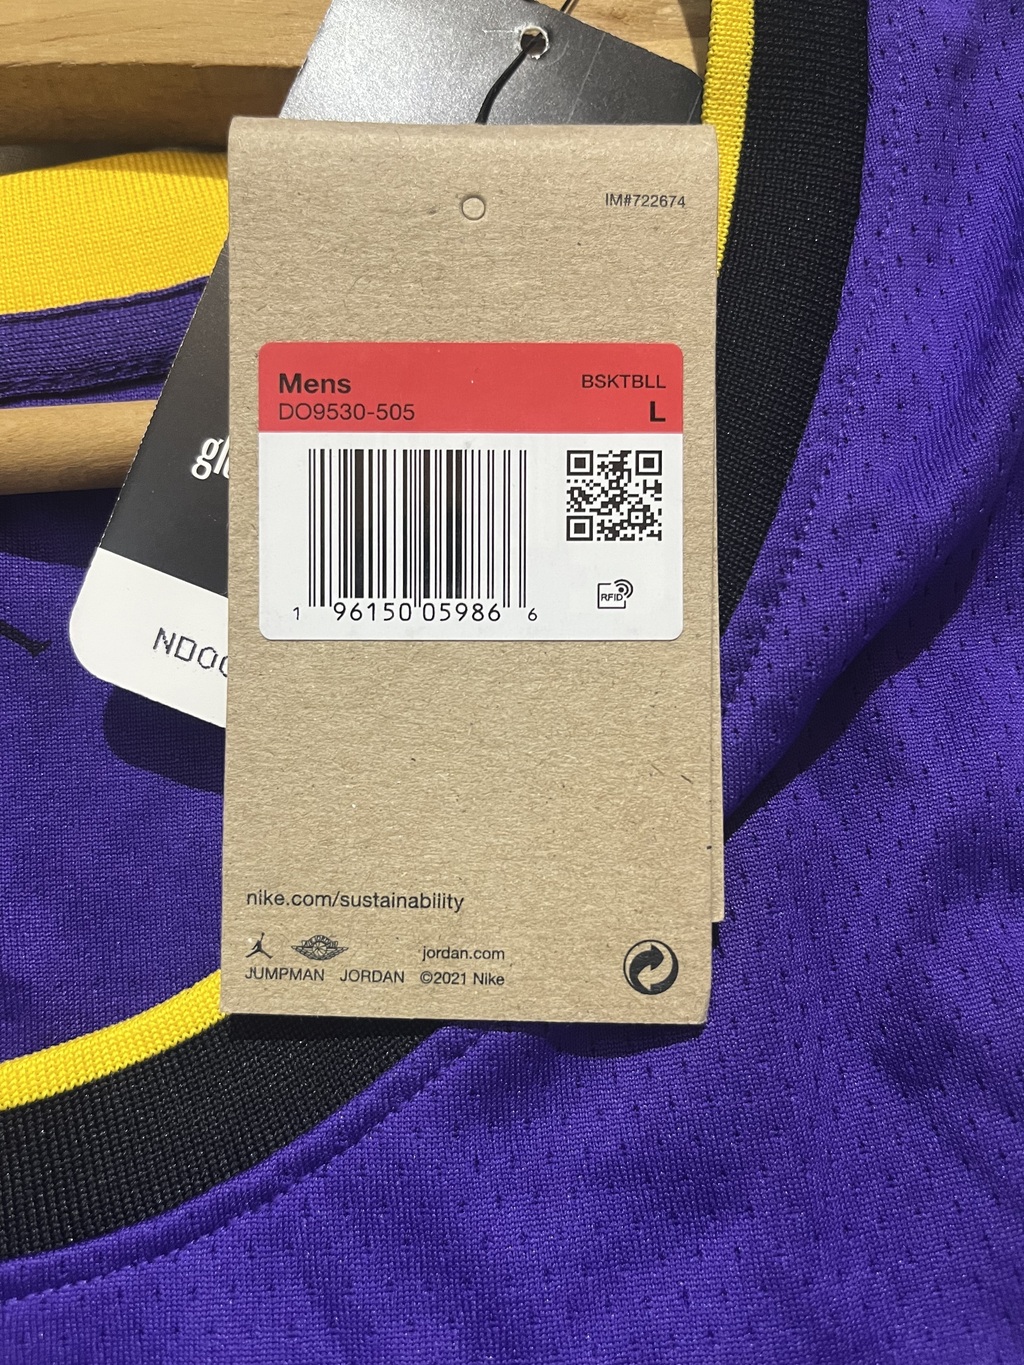 IM#722674
Mens
BSKTBLL
DO9530-505
L
RFID
1 96150 05986 6
nike.com/sustainability
jordan.com
JUMPMAN JORDAN ©2021 Nike